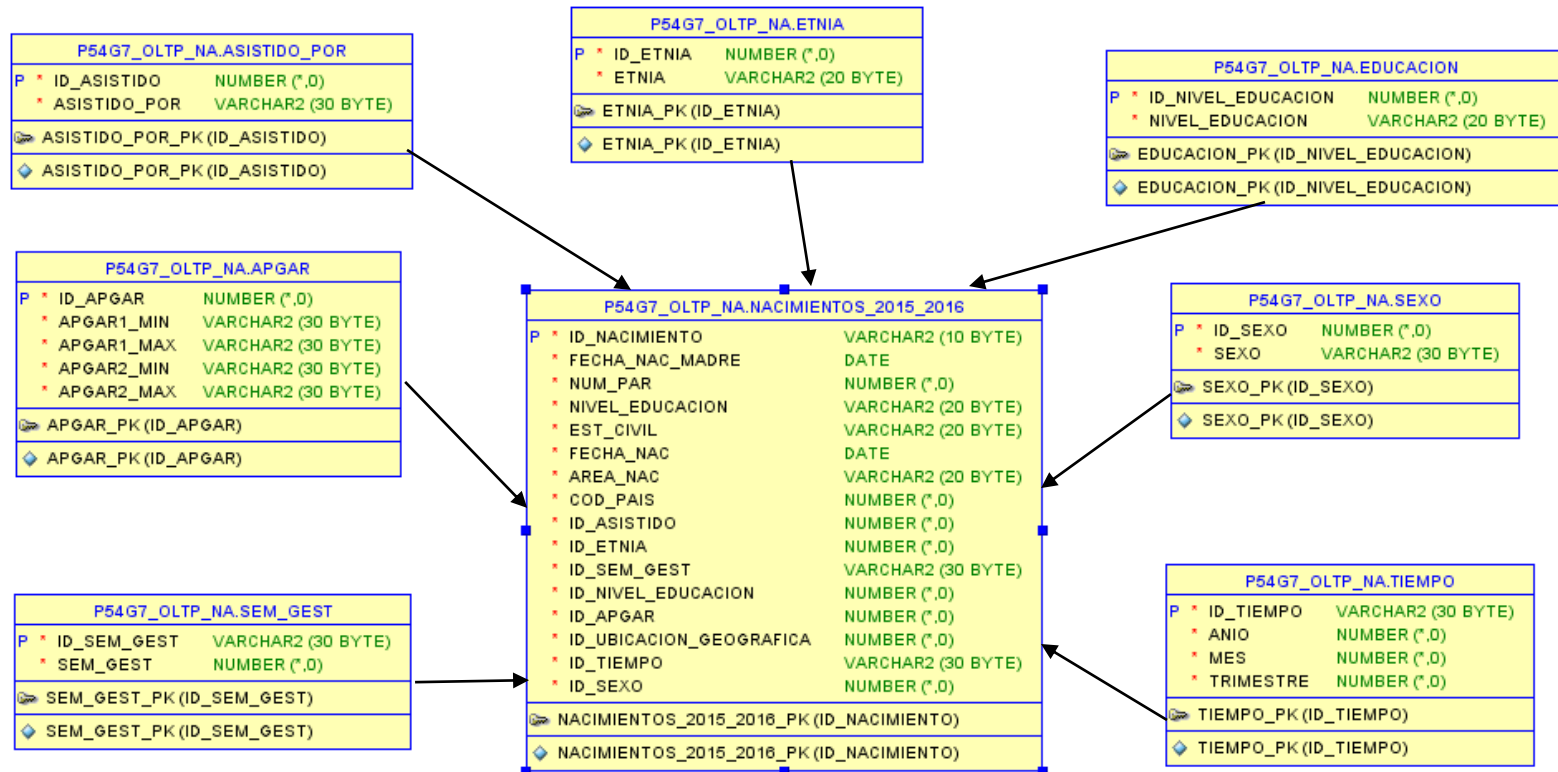 P54G7_OLTP_NA.ASISTIDO_POR
P * ID_ASISTIDO NUMBER (*,0)
* ASISTIDO_POR VARCHAR2 (30 BYTE)
ASISTIDO_POR_PK (ID_ASISTIDO)
ASISTIDO_POR_PK (ID_ASISTIDO)
P54G7_OLTP_NA.ETNIA
P * ID_ETNIA NUMBER (*,0)
* ETNIA VARCHAR2 (20 BYTE)
ETNIA_PK (ID_ETNIA)
ETNIA_PK (ID_ETNIA)
P54G7_OLTP_NA.EDUCACION
P * ID_NIVEL_EDUCACION NUMBER (*,0)
* NIVEL_EDUCACION VARCHAR2 (20 BYTE)
EDUCACION_PK (ID_NIVEL_EDUCACION)
EDUCACION_PK (ID_NIVEL_EDUCACION)
P54G7_OLTP_NA.APGAR
P * ID_APGAR NUMBER (*,0)
* APGAR1_MIN VARCHAR2 (30 BYTE)
* APGAR1_MAX VARCHAR2 (30 BYTE)
* APGAR2_MIN VARCHAR2 (30 BYTE)
* APGAR2_MAX VARCHAR2 (30 BYTE)
APGAR_PK (ID_APGAR)
APGAR_PK (ID_APGAR)
P54G7_OLTP_NA.NACIMIENTOS_2015_2016
P * ID_NACIMIENTO VARCHAR2 (10 BYTE)
* FECHA_NAC_MADRE DATE
* NUM_PAR NUMBER (*,0)
* NIVEL_EDUCACION VARCHAR2 (20 BYTE)
* EST_CIVIL VARCHAR2 (20 BYTE)
* FECHA_NAC DATE
* AREA_NAC VARCHAR2 (20 BYTE)
* COD_PAIS NUMBER (*,0)
* ID_ASISTIDO NUMBER (*,0)
* ID_ETNIA NUMBER (*,0)
* ID_SEM_GEST VARCHAR2 (30 BYTE)
* ID_NIVEL_EDUCACION NUMBER (*,0)
* ID_APGAR NUMBER (*,0)
* ID_UBICACION_GEOGRAFICA NUMBER (*,0)
* ID_TIEMPO VARCHAR2 (30 BYTE)
* ID_SEXO NUMBER (*,0)
NACIMIENTOS_2015_2016_PK (ID_NACIMIENTO)
NACIMIENTOS_2015_2016_PK (ID_NACIMIENTO)
P54G7_OLTP_NA.SEXO
P * ID_SEXO NUMBER (*,0)
* SEXO VARCHAR2 (30 BYTE)
SEXO_PK (ID_SEXO)
SEXO_PK (ID_SEXO)
P54G7_OLTP_NA.SEM_GEST
P * ID_SEM_GEST VARCHAR2 (30 BYTE)
* SEM_GEST NUMBER (*,0)
SEM_GEST_PK (ID_SEM_GEST)
SEM_GEST_PK (ID_SEM_GEST)
P54G7_OLTP_NA.TIEMPO
P * ID_TIEMPO VARCHAR2 (30 BYTE)
* ANIO NUMBER (*,0)
* MES NUMBER (*,0)
* TRIMESTRE NUMBER (*,0)
TIEMPO_PK (ID_TIEMPO)
TIEMPO_PK (ID_TIEMPO)